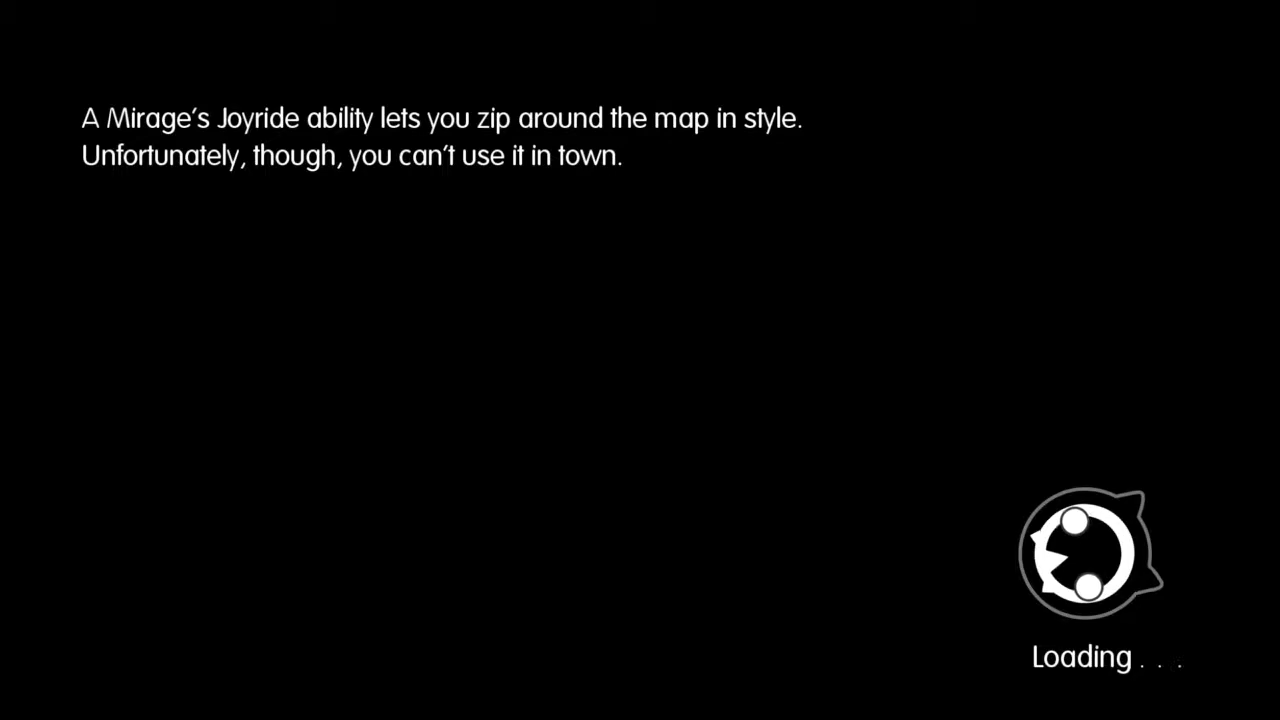 A Mirage's Joyride ability lets you zip around the map in style.
Unfortunately, though, you can't use it in town.
Loading . . .